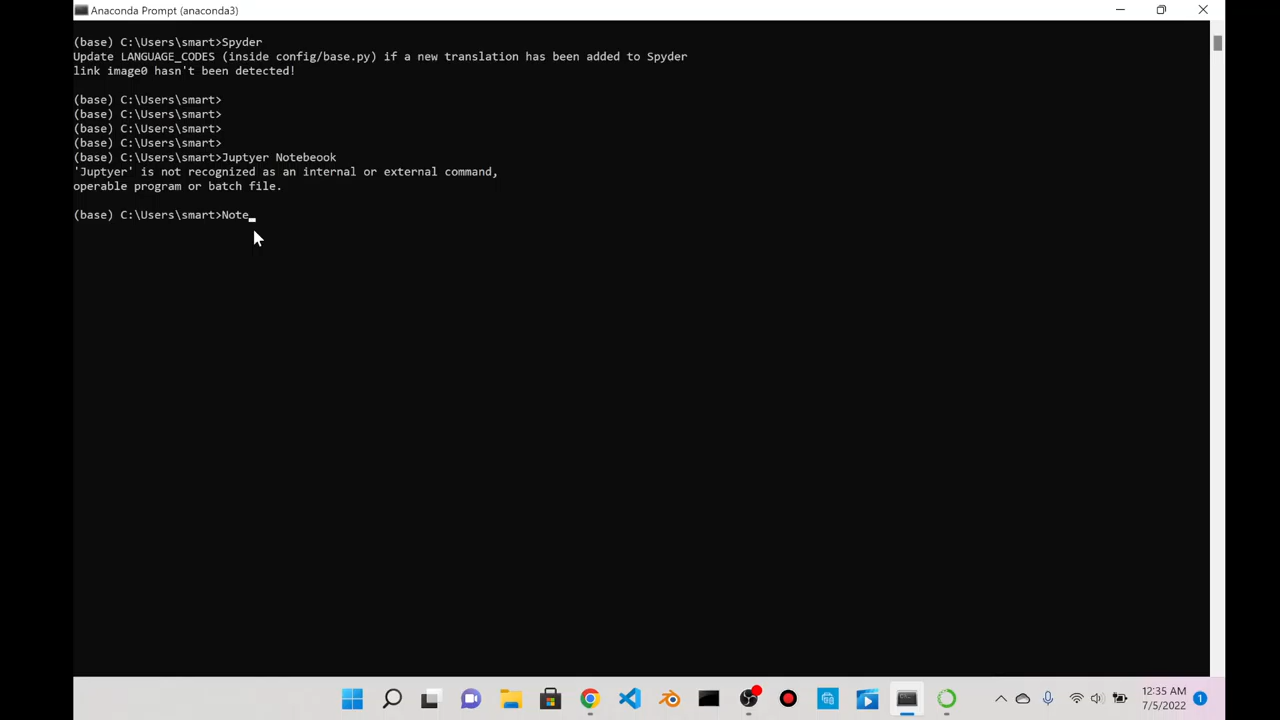 Anaconda Prompt (anaconda3)
(base) C:\Users\smart>Spyder
Update LANGUAGE_CODES (inside config/base.py) if a new translation has been added to Spyder
link image0 hasn't been detected!
(base) C:\Users\smart>
(base) C:\Users\smart>
(base) C:\Users\smart>
(base) C:\Users\smart>
(base) C:\Users\smart>Juptyer Notebeook
'Juptyer' is not recognized as an internal or external command,
operable program or batch file.
(base) C:\Users\smart>Note_
12:35 AM
7/5/2022
1